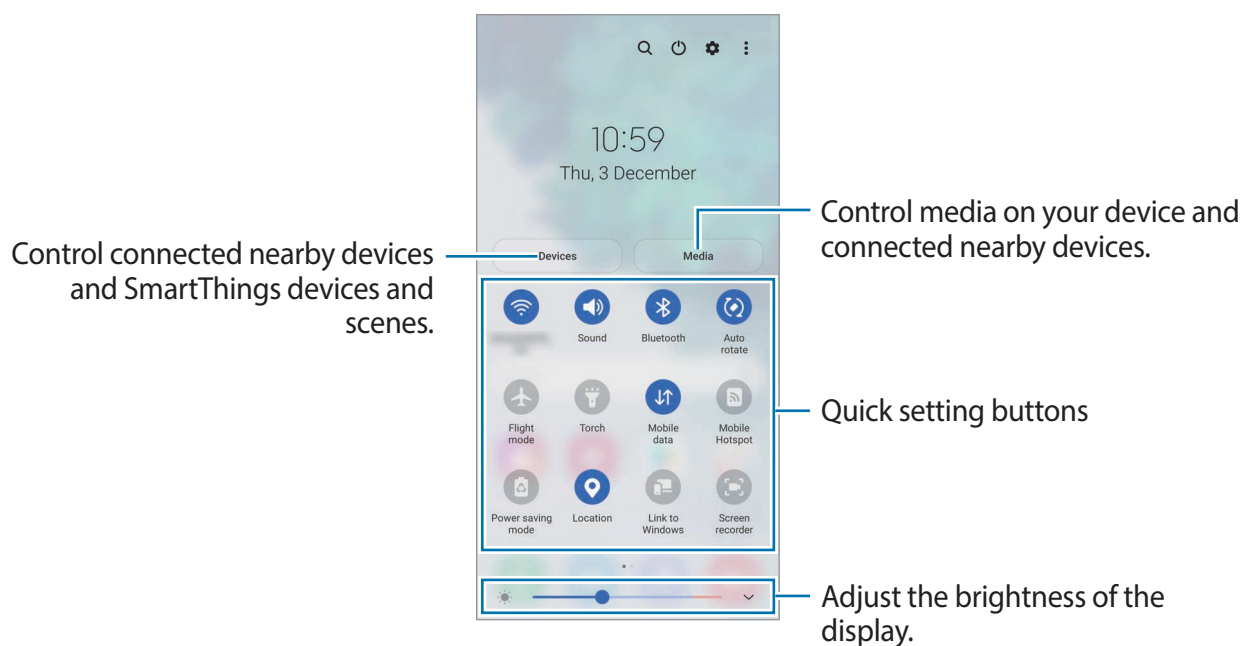 10:59
Thu, 3 December
Control media on your device and
connected nearby devices.
Control connected nearby devices
and SmartThings devices and
scenes.
Devices
Media
Sound
Bluetooth
Auto
rotate
Quick setting buttons
Flight
mode
Torch
Mobile
data
Mobile
Hotspot
Power saving
mode
Location
Link to
Windows
Screen
recorder
Adjust the brightness of the
display.